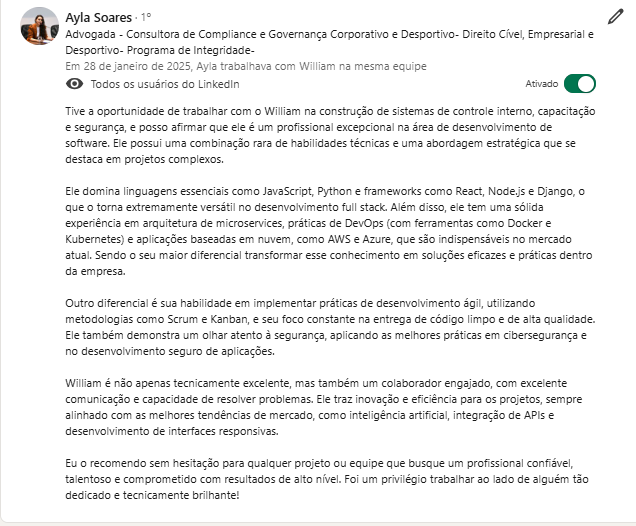 Ayla Soares · 1º
Advogada - Consultora de Compliance e Governança Corporativo e Desportivo- Direito Cível, Empresarial e
Desportivo- Programa de Integridade-
Em 28 de janeiro de 2025, Ayla trabalhava com William na mesma equipe
Todos os usuários do LinkedIn
Ativado
Tive a oportunidade de trabalhar com o William na construção de sistemas de controle interno, capacitação
e segurança, e posso afirmar que ele é um profissional excepcional na área de desenvolvimento de
software. Ele possui uma combinação rara de habilidades técnicas e uma abordagem estratégica que se
destaca em projetos complexos.
Ele domina linguagens essenciais como JavaScript, Python e frameworks como React, Node.js e Django, o
que o torna extremamente versátil no desenvolvimento full stack. Além disso, ele tem uma sólida
experiência em arquitetura de microservices, práticas de DevOps (com ferramentas como Docker e
Kubernetes) e aplicações baseadas em nuvem, como AWS e Azure, que são indispensáveis no mercado
atual. Sendo o seu maior diferencial transformar esse conhecimento em soluções eficazes e práticas dentro
da empresa.
Outro diferencial é sua habilidade em implementar práticas de desenvolvimento ágil, utilizando
metodologias como Scrum e Kanban, e seu foco constante na entrega de código limpo e de alta qualidade.
Ele também demonstra um olhar atento à segurança, aplicando as melhores práticas em cibersegurança e
no desenvolvimento seguro de aplicações.
William é não apenas tecnicamente excelente, mas também um colaborador engajado, com excelente
comunicação e capacidade de resolver problemas. Ele traz inovação e eficiência para os projetos, sempre
alinhado com as melhores tendências de mercado, como inteligência artificial, integração de APIs e
desenvolvimento de interfaces responsivas.
Eu o recomendo sem hesitação para qualquer projeto ou equipe que busque um profissional confiável,
talentoso e comprometido com resultados de alto nível. Foi um privilégio trabalhar ao lado de alguém tão
dedicado e tecnicamente brilhante!